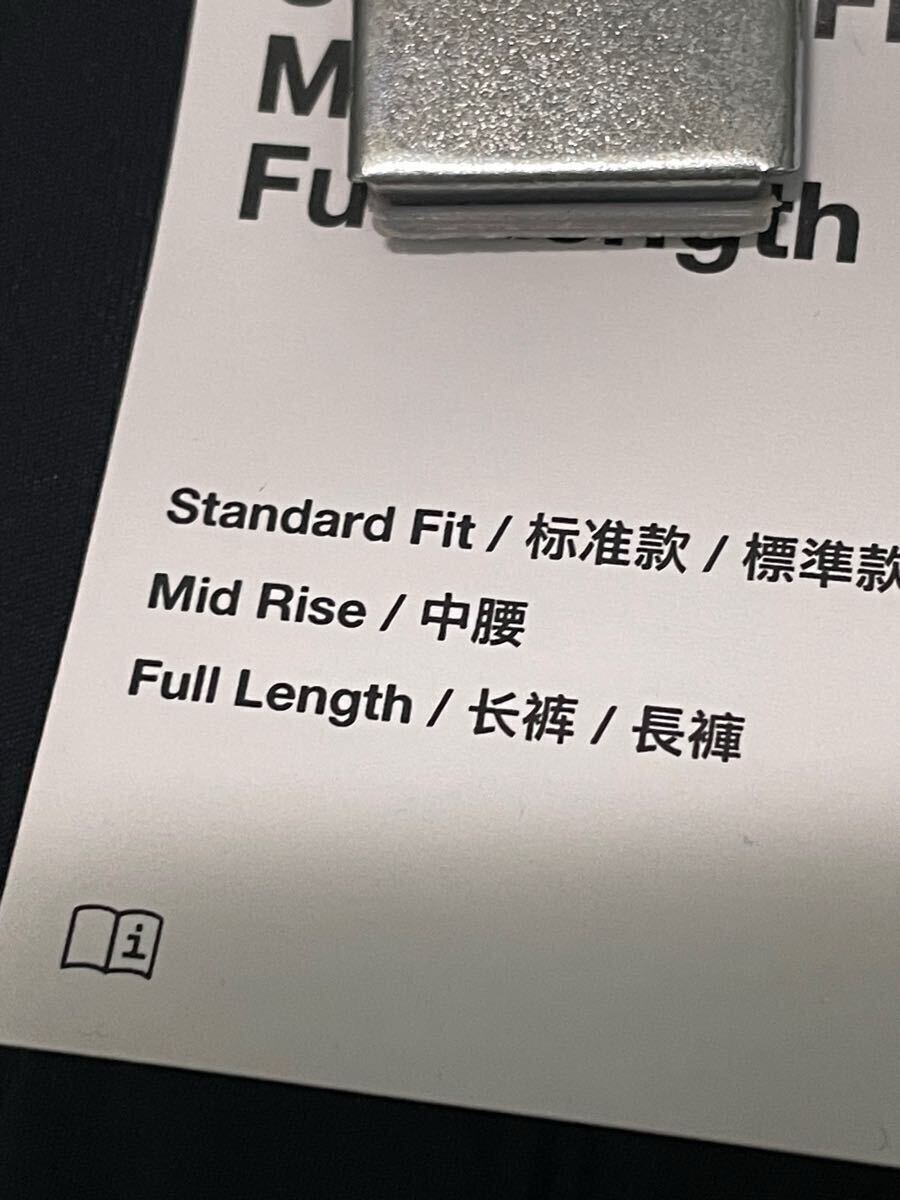 Standard Fit / 标准款 / 標準款
Mid Rise / 中腰
Full Length / 长裤 / 長褲
i